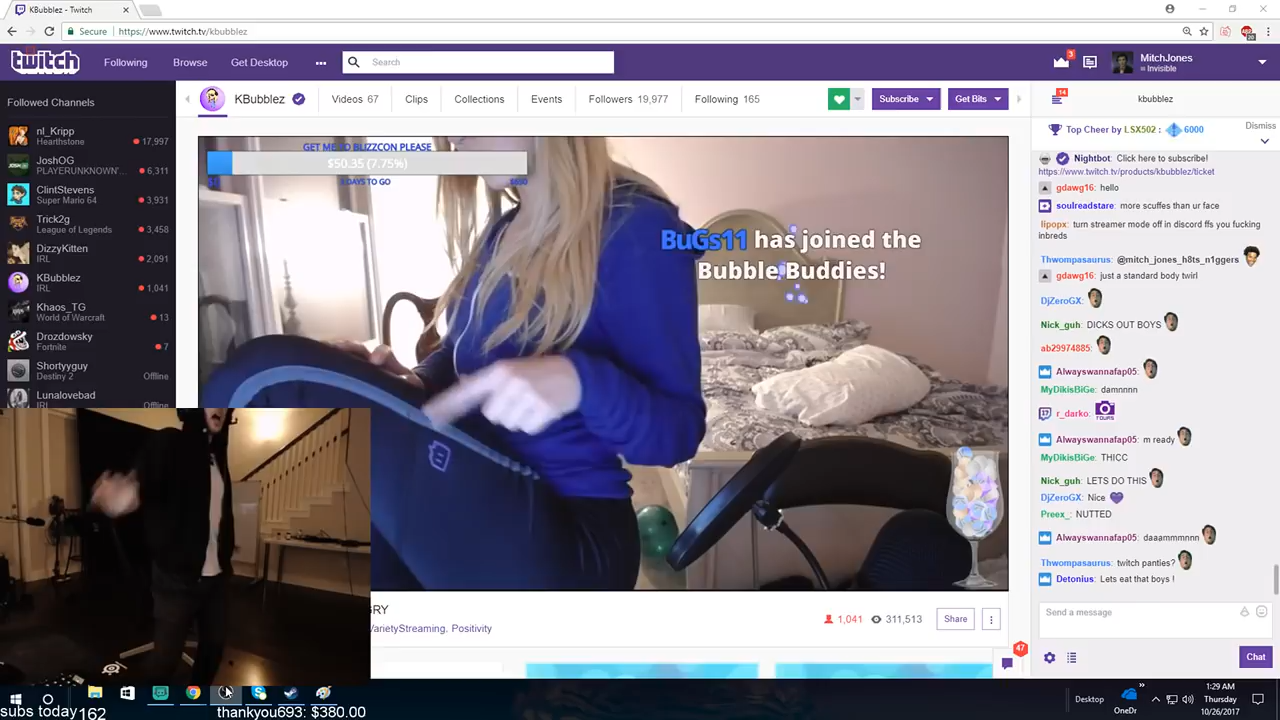 KBubblez - Twitch
Secure https://www.twitch.tv/kbubblez
twitch Following Browse Get Desktop ••• Search 3 MitchJones
Invisible
Followed Channels
nl_Kripp
Hearthstone 17,997
JoshOG
PLAYERUNKNOWN'... 6,311
ClintStevens
Super Mario 64 3,931
Trick2g
League of Legends 3,458
DizzyKitten
IRL 2,091
KBubblez
IRL 1,041
Khaos_TG
World of Warcraft 13
Drozdowsky
Fortnite 7
Shortyyguy
Destiny 2 Offline
Lunalovebad
IRL Offline
KBubblez Videos 67 Clips Collections Events Followers 19,977 Following 165 Subscribe Get Bits
GET ME TO BLIZZCON PLEASE
$50.35 (7.75%)
DAYS TO GO
BuGs11 has joined the
Bubble Buddies!
GRY
VarietyStreaming, Positivity
1,041 311,513 Share
47
14 kbubblez
Top Cheer by LSX502 : 6000 Dismiss
Nightbot: Click here to subscribe!
https://www.twitch.tv/products/kbubblez/ticket
gdawg16: hello
soulreadstare: more scuffes than ur face
lipopx: turn streamer mode off in discord ffs you fucking
inbreds
Thwompasaurus: @mitch_jones_h8ts_n1ggers
gdawg16: just a standard body twirl
DjZeroGX:
Nick_guh: DICKS OUT BOYS
ab29974885:
Alwayswannafap05:
MyDikisBiGe: damnnnn
r_darko:
Alwayswannafap05: m ready
MyDikisBiGe: THICC
Nick_guh: LETS DO THIS
DjZeroGX: Nice
Preex_: NUTTED
Alwayswannafap05: daaammmnnn
Thwompasaurus: twitch panties?
Detonius: Lets eat that boys !
Send a message
Chat
subs today 162
thankyou693: $380.00
Desktop OneDr
1:29 AM
Thursday
10/26/2017